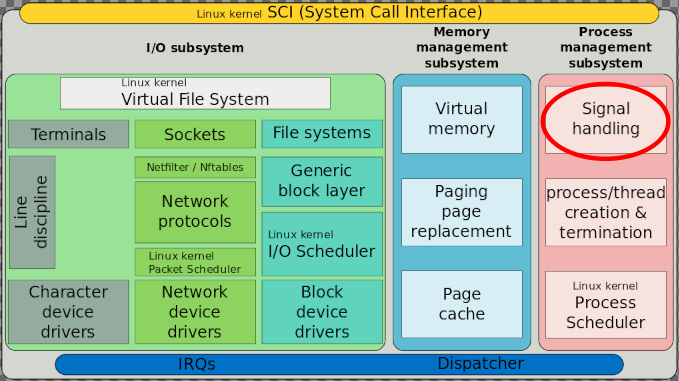 Linux kernel SCI (System Call Interface)
I/O subsystem
Memory
management
subsystem
Process
management
subsystem
Linux kernel
Virtual File System
Terminals
Sockets
File systems
Line
discipline
Netfilter / Nftables
Network
protocols
Linux kernel
Packet Scheduler
Generic
block layer
Linux kernel
I/O Scheduler
Character
device
drivers
Network
device
drivers
Block
device
drivers
Virtual
memory
Paging
page
replacement
Page
cache
Signal
handling
process/thread
creation &
termination
Linux kernel
Process
Scheduler
IRQs
Dispatcher